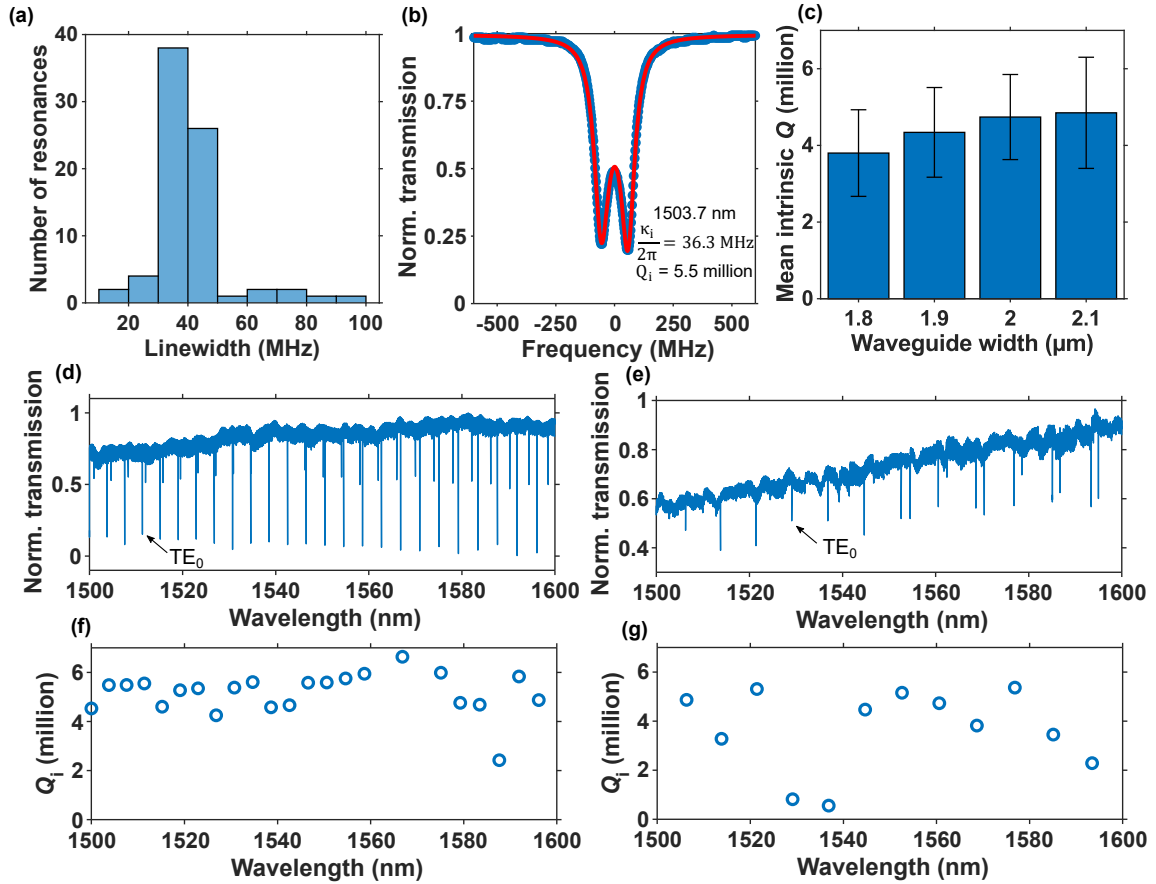 (a)
Number of resonances
40
30
20
10
0
20 40 60 80 100
Linewidth (MHz)
(b)
Norm. transmission
1
0.75
0.5
0.25
0
1
1503.7 nm
κi/2π = 36.3 MHz
Qi = 5.5 million
-500 -250 0 250 500
Frequency (MHz)
(c)
Mean intrinsic Q (million)
6
4
2
0
1.8 1.9 2 2.1
Waveguide width (μm)
(d)
Norm. transmission
1
0.5
0
TE0
1500 1520 1540 1560 1580 1600
Wavelength (nm)
(e)
Norm. transmission
1
0.8
0.6
0.4
TE0
1500 1520 1540 1560 1580 1600
Wavelength (nm)
(f)
Qi (million)
6
4
2
0
1500 1520 1540 1560 1580 1600
Wavelength (nm)
(g)
Qi (million)
6
4
2
0
1500 1520 1540 1560 1580 1600
Wavelength (nm)